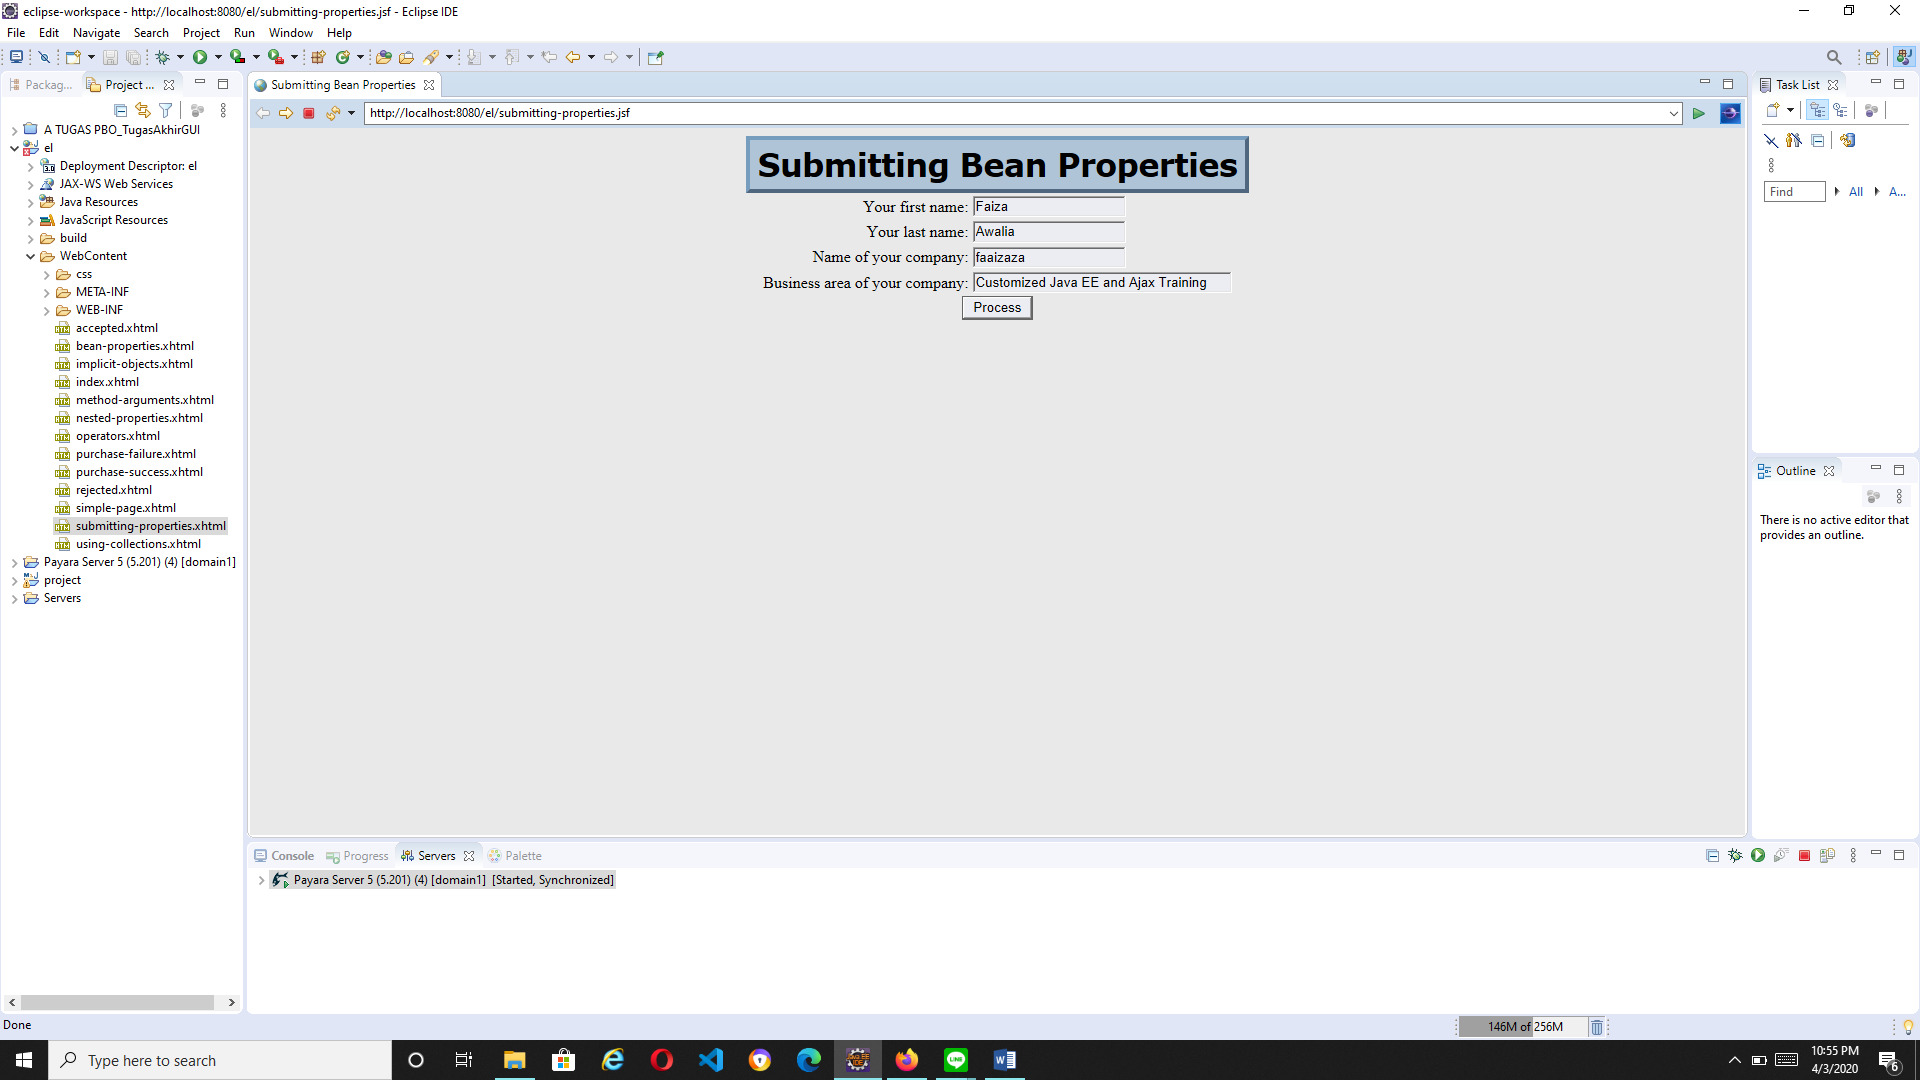 eclipse-workspace - http://localhost:8080/el/submitting-properties.jsf - Eclipse IDE
File Edit Navigate Search Project Run Window Help
Packag... Project ...
A TUGAS PBO_TugasAkhirGUI
el
Deployment Descriptor: el
JAX-WS Web Services
Java Resources
JavaScript Resources
build
WebContent
css
META-INF
WEB-INF
accepted.xhtml
bean-properties.xhtml
implicit-objects.xhtml
index.xhtml
method-arguments.xhtml
nested-properties.xhtml
operators.xhtml
purchase-failure.xhtml
purchase-success.xhtml
rejected.xhtml
simple-page.xhtml
submitting-properties.xhtml
using-collections.xhtml
Payara Server 5 (5.201) (4) [domain1]
project
Servers
Submitting Bean Properties
http://localhost:8080/el/submitting-properties.jsf
Submitting Bean Properties
Your first name: Faiza
Your last name: Awalia
Name of your company: faaizaza
Business area of your company: Customized Java EE and Ajax Training
Process
Task List
Find All A...
Outline
There is no active editor that
provides an outline.
Console Progress Servers Palette
Payara Server 5 (5.201) (4) [domain1] [Started, Synchronized]
Done
146M of 256M
Type here to search
10:55 PM
4/3/2020
6